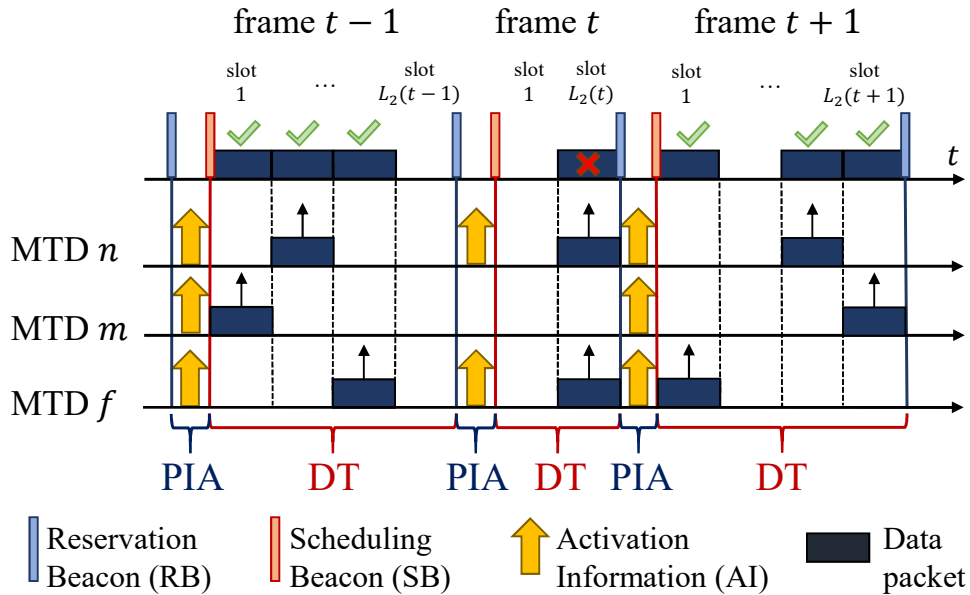 frame t − 1 frame t frame t + 1
slot 1 ... slot L₂(t − 1) slot 1 slot L₂(t) slot 1 ... slot L₂(t + 1)
t
MTD n
MTD m
MTD f
PIA DT PIA DT PIA DT
Reservation Beacon (RB)
Scheduling Beacon (SB)
Activation Information (AI)
Data packet